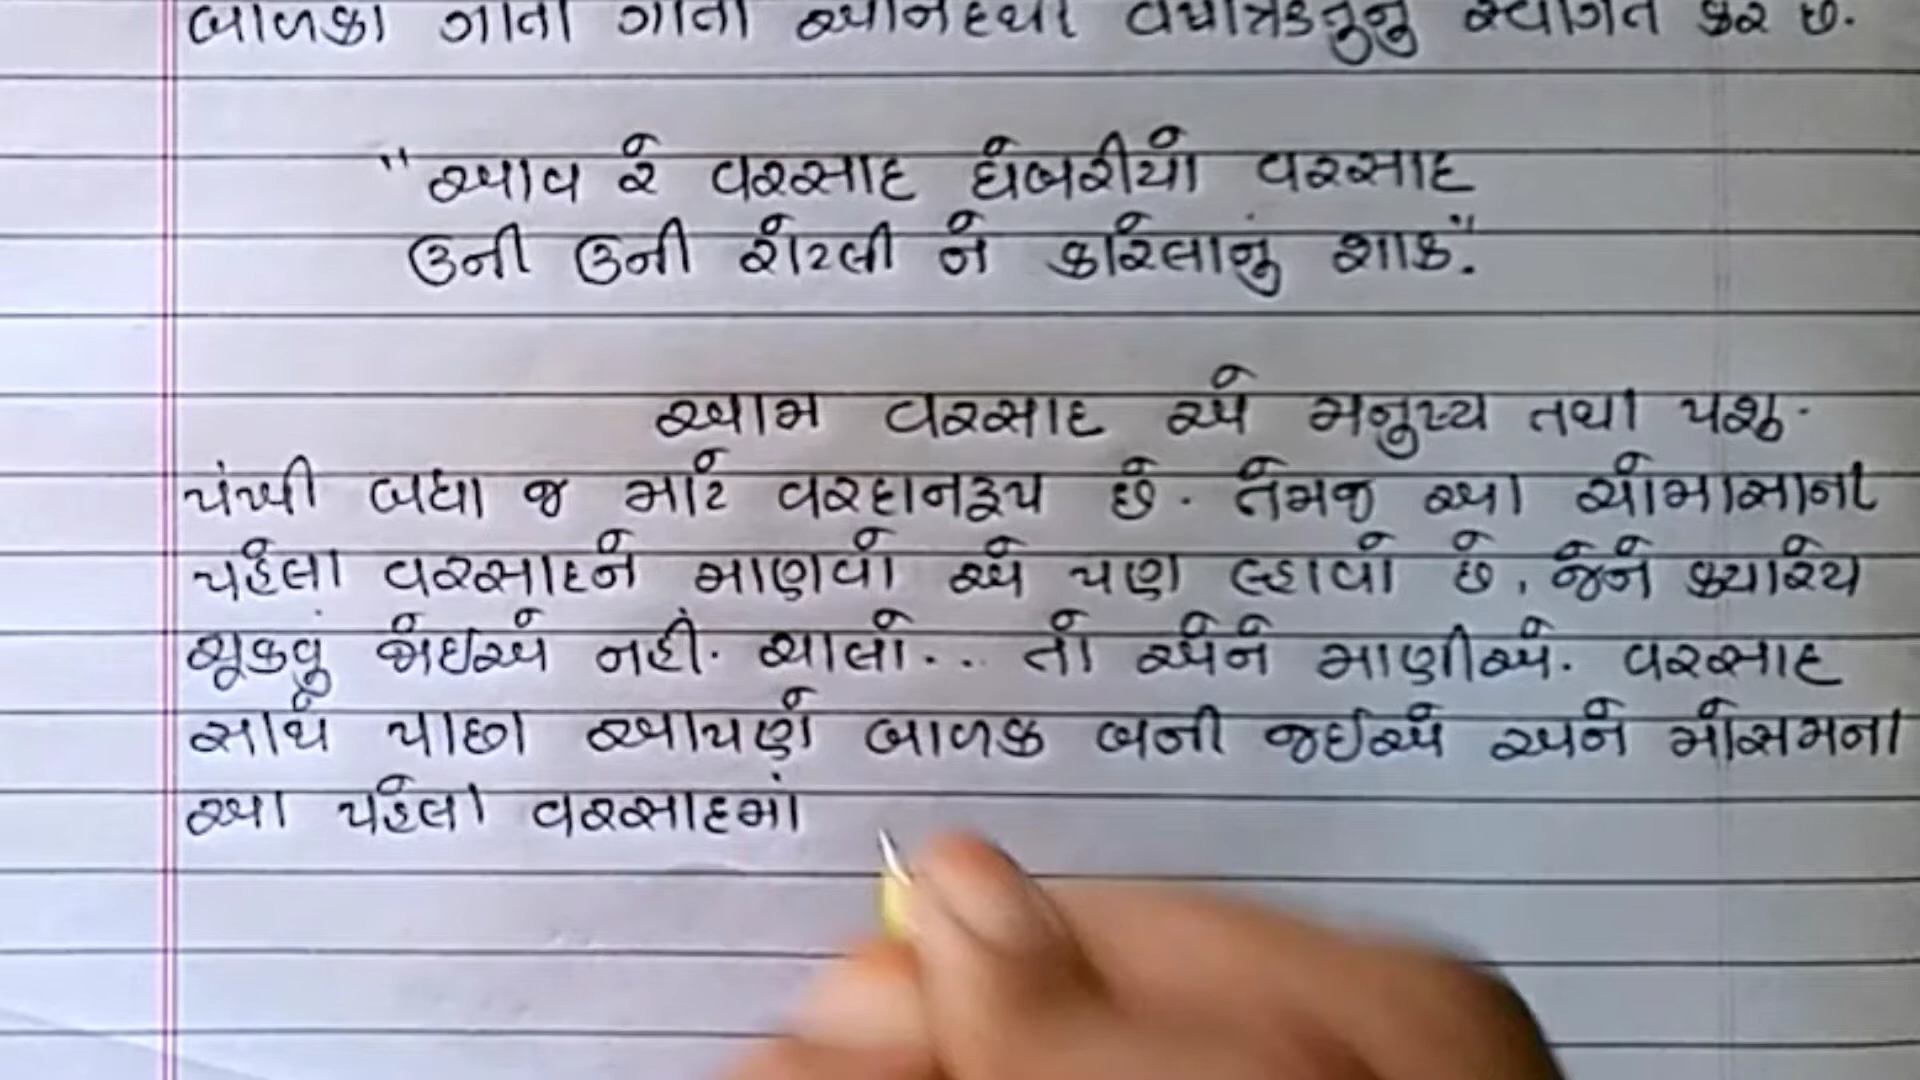 બાળકો ગાતા ગાતા આનંદથી વર્ષાઋતુનું સ્વાગત કરે છે.
"આવ રે વરસાદ ઘેબરીયો વરસાદ
ઉની ઉની રોટલી ને કારેલાનું શાક."
આમ વરસાદ એ મનુષ્ય તથા પશુ-
પંખી બધા જ માટે વરદાનરૂપ છે. તેમજ આ ચોમાસાના
પહેલા વરસાદને માણવો એ પણ લ્હાવો છે, જેને ક્યારેય
ચૂકવું જોઈએ નહીં. ચાલો... તો એને માણીએ. વરસાદ
સાથે પાછા આપણે બાળક બની જઈએ અને મોસમના
આ પહેલા વરસાદમાં